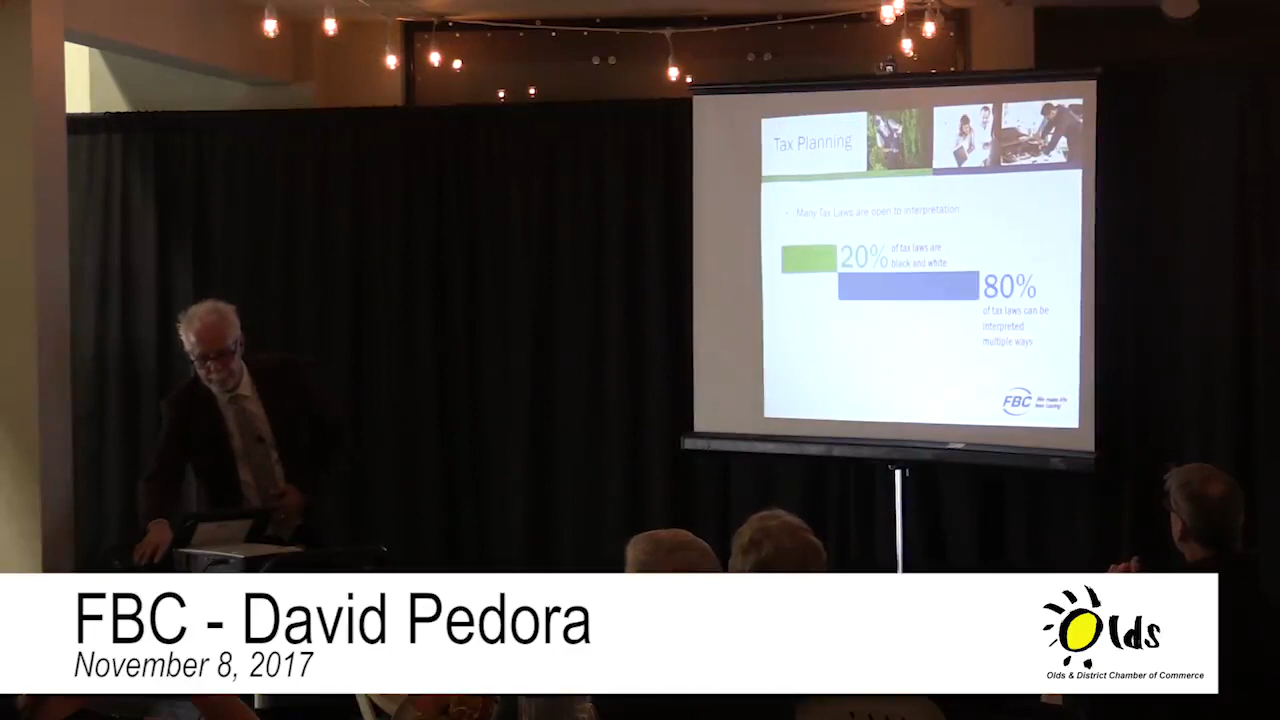 Tax Planning
• Many Tax Laws are open to interpretation
20% of tax laws are
black and white
80%
of tax laws can be
interpreted
multiple ways
FBC We make life
less taxing
FBC - David Pedora
November 8, 2017
Olds
Olds & District Chamber of Commerce